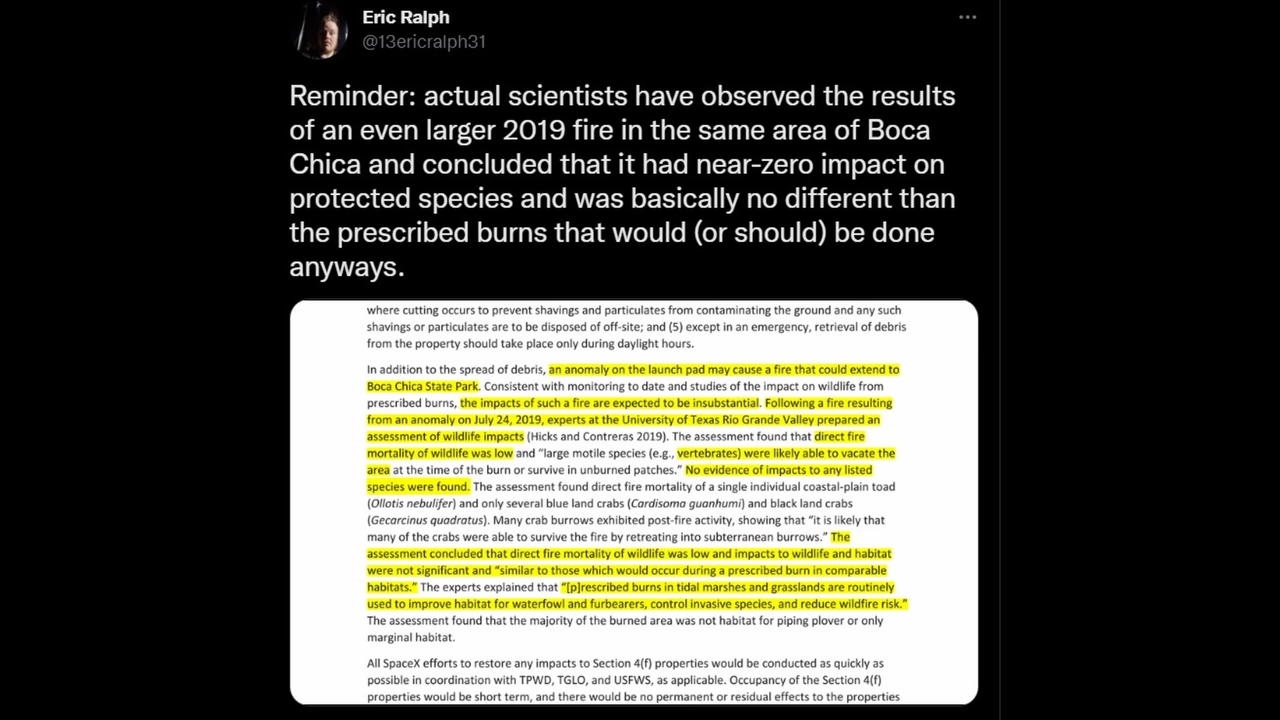 Eric Ralph
@13ericralph31
Reminder: actual scientists have observed the results
of an even larger 2019 fire in the same area of Boca
Chica and concluded that it had near-zero impact on
protected species and was basically no different than
the prescribed burns that would (or should) be done
anyways.
where cutting occurs to prevent shavings and particulates from contaminating the ground and any such
shavings or particulates are to be disposed of off-site; and (5) except in an emergency, retrieval of debris
from the property should take place only during daylight hours.
In addition to the spread of debris, an anomaly on the launch pad may cause a fire that could extend to
Boca Chica State Park. Consistent with monitoring to date and studies of the impact on wildlife from
prescribed burns, the impacts of such a fire are expected to be insubstantial. Following a fire resulting
from an anomaly on July 24, 2019, experts at the University of Texas Rio Grande Valley prepared an
assessment of wildlife impacts (Hicks and Contreras 2019). The assessment found that direct fire
mortality of wildlife was low and “large motile species (e.g., vertebrates) were likely able to vacate the
area at the time of the burn or survive in unburned patches.” No evidence of impacts to any listed
species were found. The assessment found direct fire mortality of a single individual coastal-plain toad
(Ollotis nebulifer) and only several blue land crabs (Cardisoma guanhumi) and black land crabs
(Gecarcinus quadratus). Many crab burrows exhibited post-fire activity, showing that “it is likely that
many of the crabs were able to survive the fire by retreating into subterranean burrows.” The
assessment concluded that direct fire mortality of wildlife was low and impacts to wildlife and habitat
were not significant and “similar to those which would occur during a prescribed burn in comparable
habitats.” The experts explained that “[p]rescribed burns in tidal marshes and grasslands are routinely
used to improve habitat for waterfowl and furbearers, control invasive species, and reduce wildfire risk.”
The assessment found that the majority of the burned area was not habitat for piping plover or only
marginal habitat.
All SpaceX efforts to restore any impacts to Section 4(f) properties would be conducted as quickly as
possible in coordination with TPWD, TGLO, and USFWS, as applicable. Occupancy of the Section 4(f)
properties would be short term, and there would be no permanent or residual effects to the properties